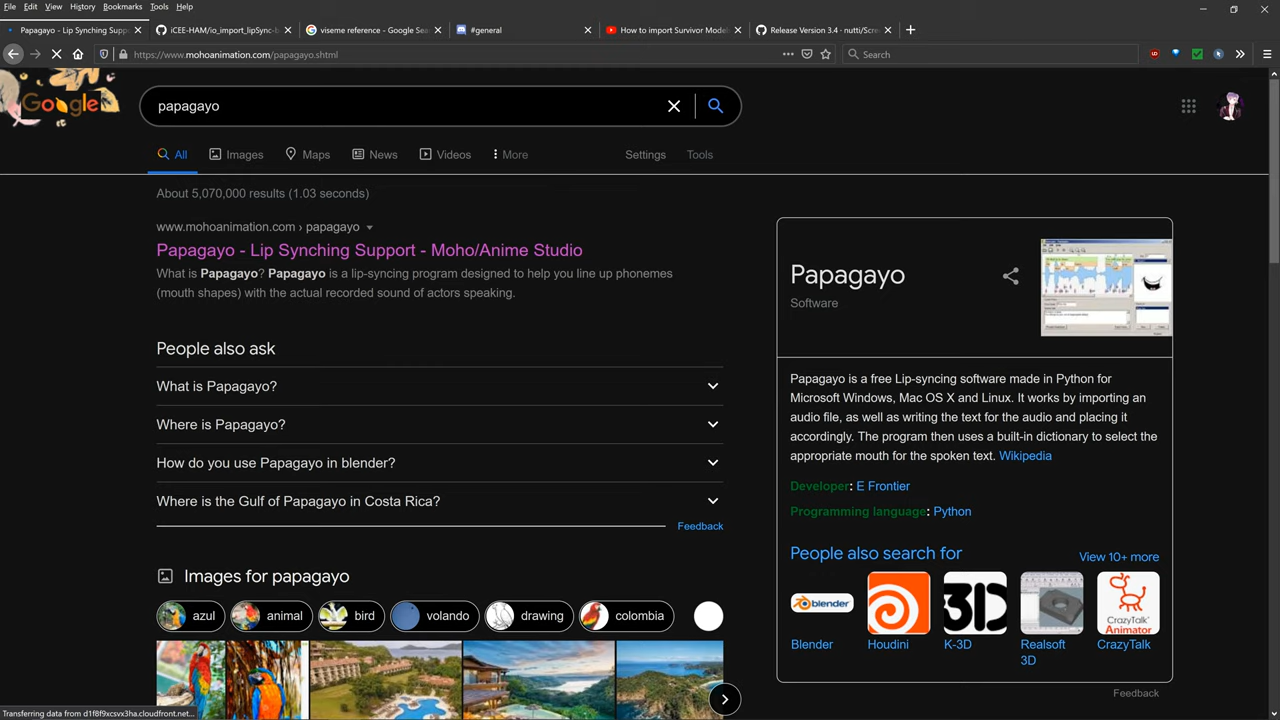 File Edit View History Bookmarks Tools Help
Papagayo - Lip Synching Supp
iCEE-HAM/io_import_lipSync-b
viseme reference - Google Sea
#general
How to import Survivor Model
Release Version 3.4 · nutti/Scre
https://www.mohoanimation.com/papagayo.shtml
Search
Google
papagayo
All
Images
Maps
News
Videos
More
Settings
Tools
About 5,070,000 results (1.03 seconds)
www.mohoanimation.com › papagayo
Papagayo - Lip Synching Support - Moho/Anime Studio
What is Papagayo? Papagayo is a lip-syncing program designed to help you line up phonemes
(mouth shapes) with the actual recorded sound of actors speaking.
People also ask
What is Papagayo?
Where is Papagayo?
How do you use Papagayo in blender?
Where is the Gulf of Papagayo in Costa Rica?
Feedback
Images for papagayo
azul
animal
bird
volando
drawing
colombia
Papagayo
Software
Papagayo is a free Lip-syncing software made in Python for
Microsoft Windows, Mac OS X and Linux. It works by importing an
audio file, as well as writing the text for the audio and placing it
accordingly. The program then uses a built-in dictionary to select the
appropriate mouth for the spoken text. Wikipedia
Developer: E Frontier
Programming language: Python
People also search for
View 10+ more
blender
3D
CRAZYTALK
Animator
Blender
Houdini
K-3D
Realsoft
3D
CrazyTalk
Feedback
Transferring data from d1f8f9xcsvx3ha.cloudfront.net...